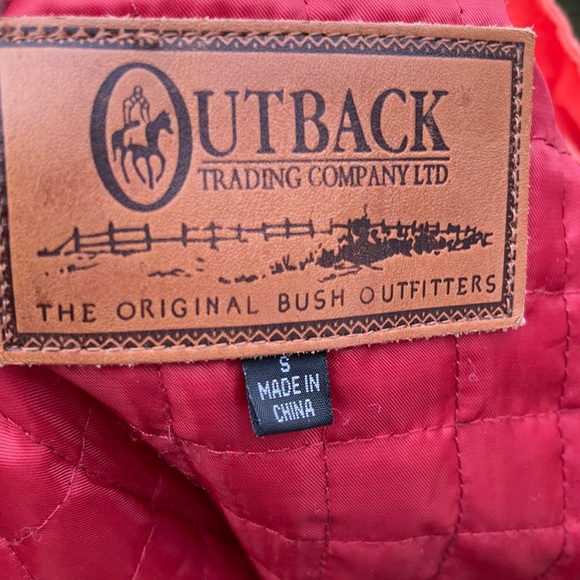 OUTBACK
TRADING COMPANY LTD
THE ORIGINAL BUSH OUTFITTERS
S
MADE IN
CHINA